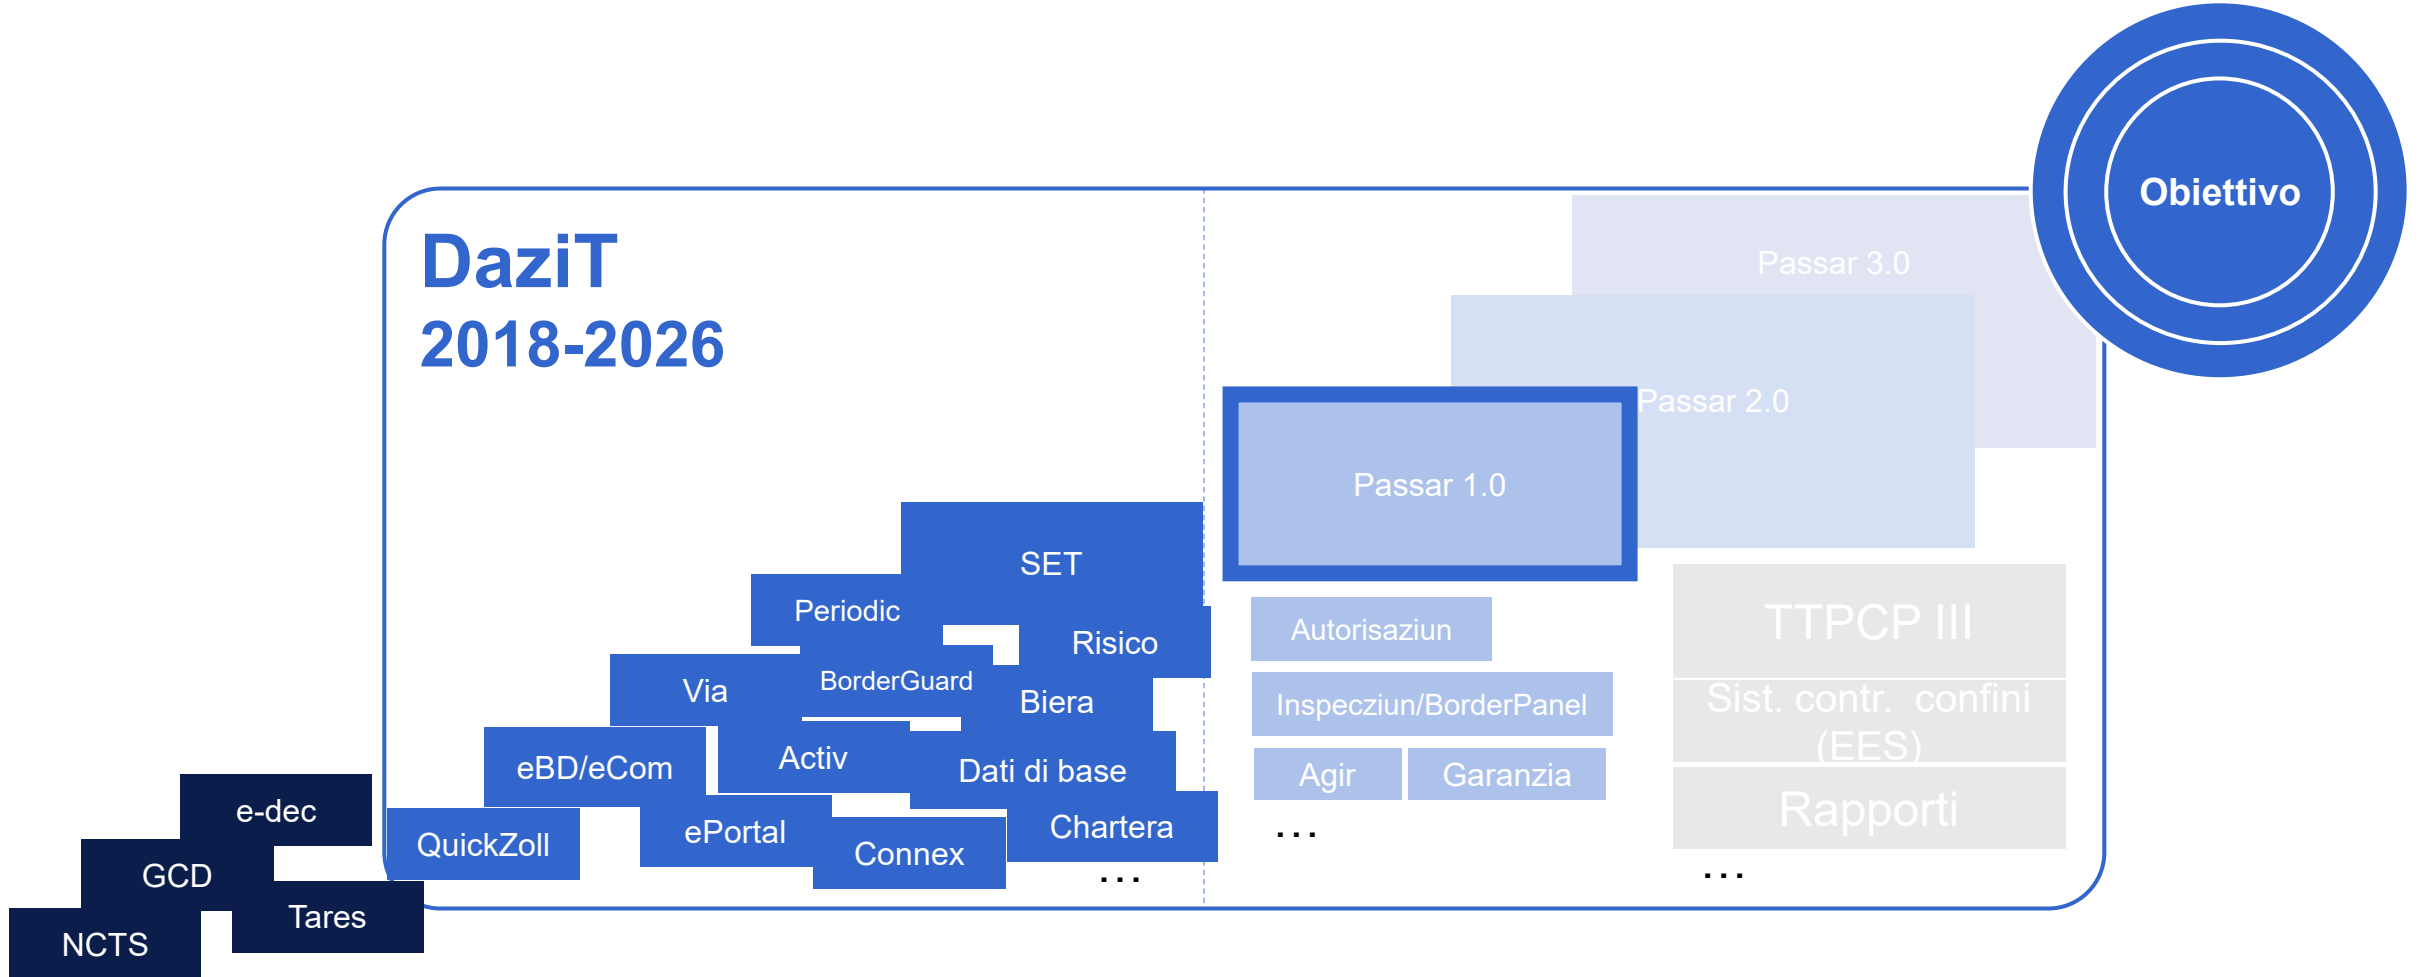 Obiettivo
DaziT
2018-2026
Passar 3.0
Passar 2.0
Passar 1.0
SET
Periodic
Risico
Via
BorderGuard
Biera
eBD/eCom
Activ
Dati di base
QuickZoll
ePortal
Connex
Chartera
...
e-dec
GCD
Tares
NCTS
Autorisaziun
Inspecziun/BorderPanel
Agir
Garanzia
...
TTPCP III
Sist. contr. confini
(EES)
Rapporti
...